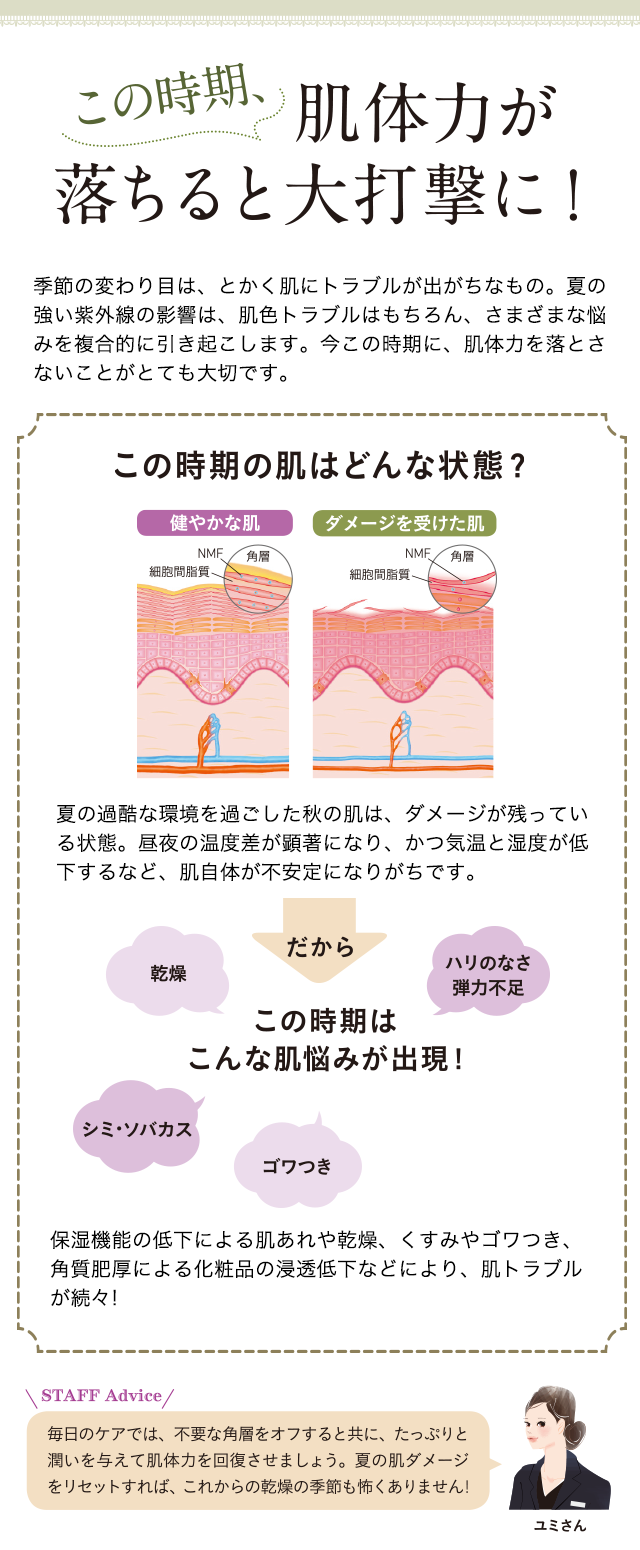 この時期、肌体力が
落ちると大打撃に！
季節の変わり目は、とかく肌にトラブルが出がちなもの。夏の
強い紫外線の影響は、肌色トラブルはもちろん、さまざまな悩
みを複合的に引き起こします。今この時期に、肌体力を落とさ
ないことがとても大切です。
この時期の肌はどんな状態？
健やかな肌
NMF
角層
細胞間脂質
ダメージを受けた肌
NMF
角層
細胞間脂質
夏の過酷な環境を過ごした秋の肌は、ダメージが残ってい
る状態。昼夜の温度差が顕著になり、かつ気温と湿度が低
下するなど、肌自体が不安定になりがちです。
だから
乾燥
ハリのなさ
弾力不足
この時期は
こんな肌悩みが出現！
シミ・ソバカス
ゴワつき
保湿機能の低下による肌あれや乾燥、くすみやゴワつき、
角質肥厚による化粧品の浸透低下などにより、肌トラブル
が続々!
\ STAFF Advice /
毎日のケアでは、不要な角層をオフすると共に、たっぷりと
潤いを与えて肌体力を回復させましょう。夏の肌ダメージ
をリセットすれば、これからの乾燥の季節も怖くありません!
ユミさん